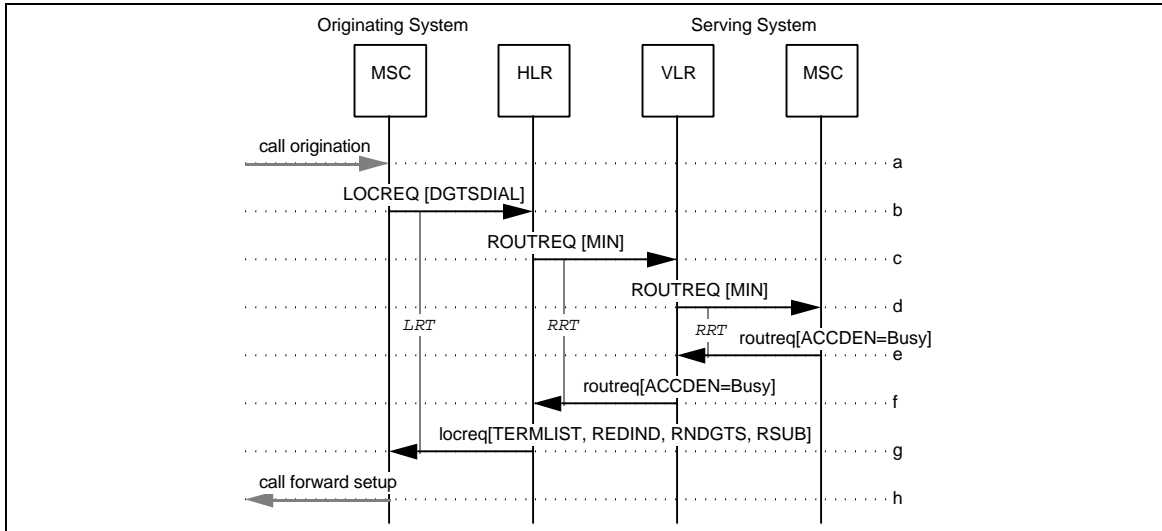 Originating System
Serving System
MSC
HLR
VLR
MSC
call origination
a
LOCREQ [DGTSDIAL]
b
ROUTREQ [MIN]
c
ROUTREQ [MIN]
d
LRT
RRT
RRT
routreq[ACCDEN=Busy]
e
routreq[ACCDEN=Busy]
f
locreq[TERMLIST, REDIND, RNDGTS, RSUB]
g
call forward setup
h